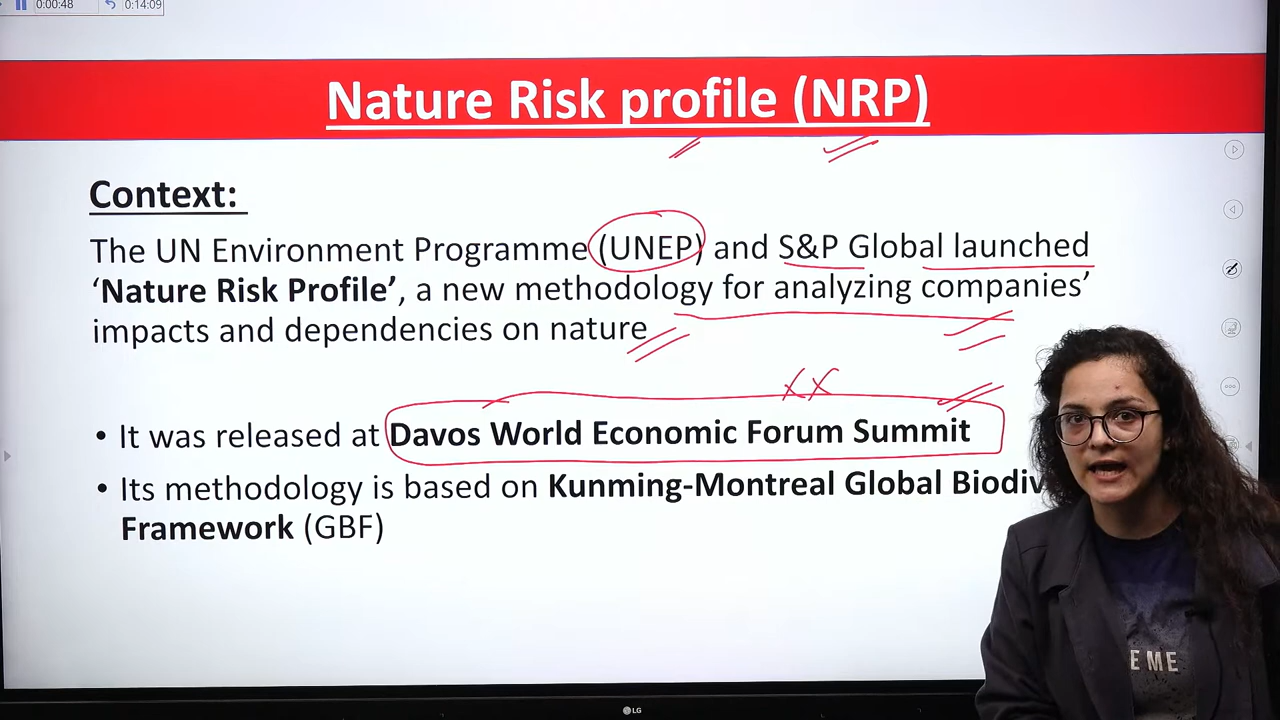 0:00:48 0:14:09
Nature Risk profile (NRP)
Context:
The UN Environment Programme (UNEP) and S&P Global launched
‘Nature Risk Profile’, a new methodology for analyzing companies’
impacts and dependencies on nature
• It was released at Davos World Economic Forum Summit
• Its methodology is based on Kunming-Montreal Global Biodiv
Framework (GBF)
E ME
LG